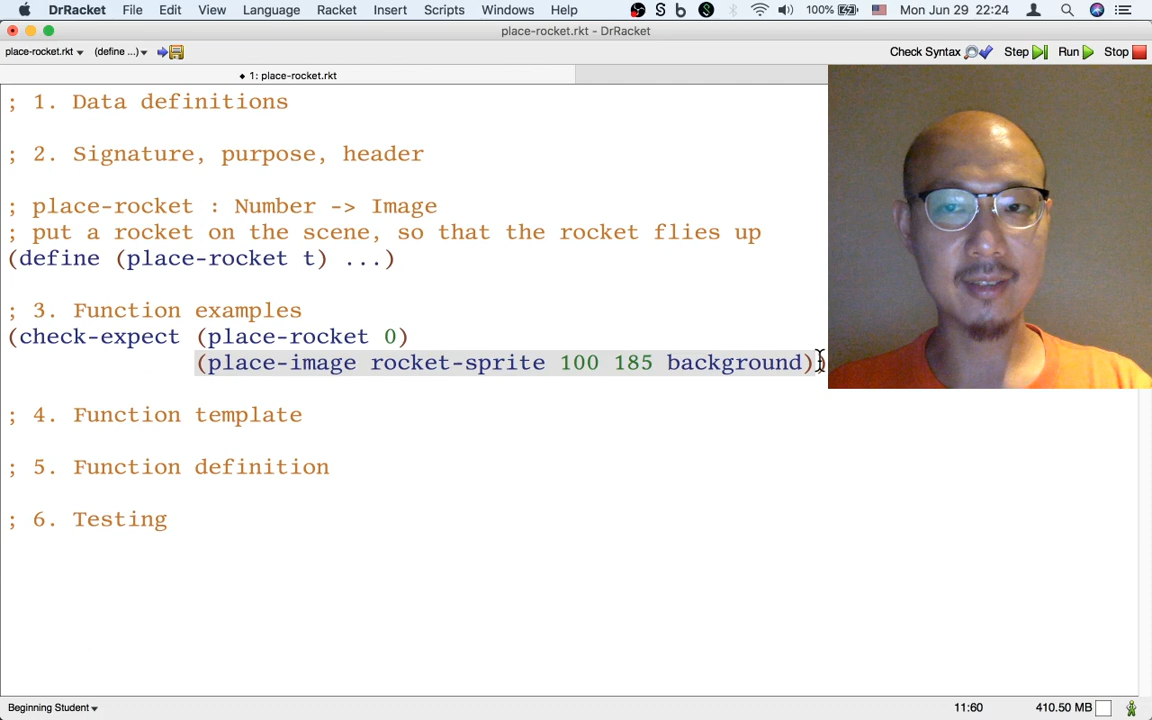 DrRacket File Edit View Language Racket Insert Scripts Windows Help 100% Mon Jun 29 22:24
place-rocket.rkt - DrRacket
place-rocket.rkt (define ...) Check Syntax Step Run Stop
1: place-rocket.rkt
; 1. Data definitions
; 2. Signature, purpose, header
; place-rocket : Number -> Image
; put a rocket on the scene, so that the rocket flies up
(define (place-rocket t) ...)
; 3. Function examples
(check-expect (place-rocket 0)
(place-image rocket-sprite 100 185 background))
; 4. Function template
; 5. Function definition
; 6. Testing
Beginning Student 11:60 410.50 MB